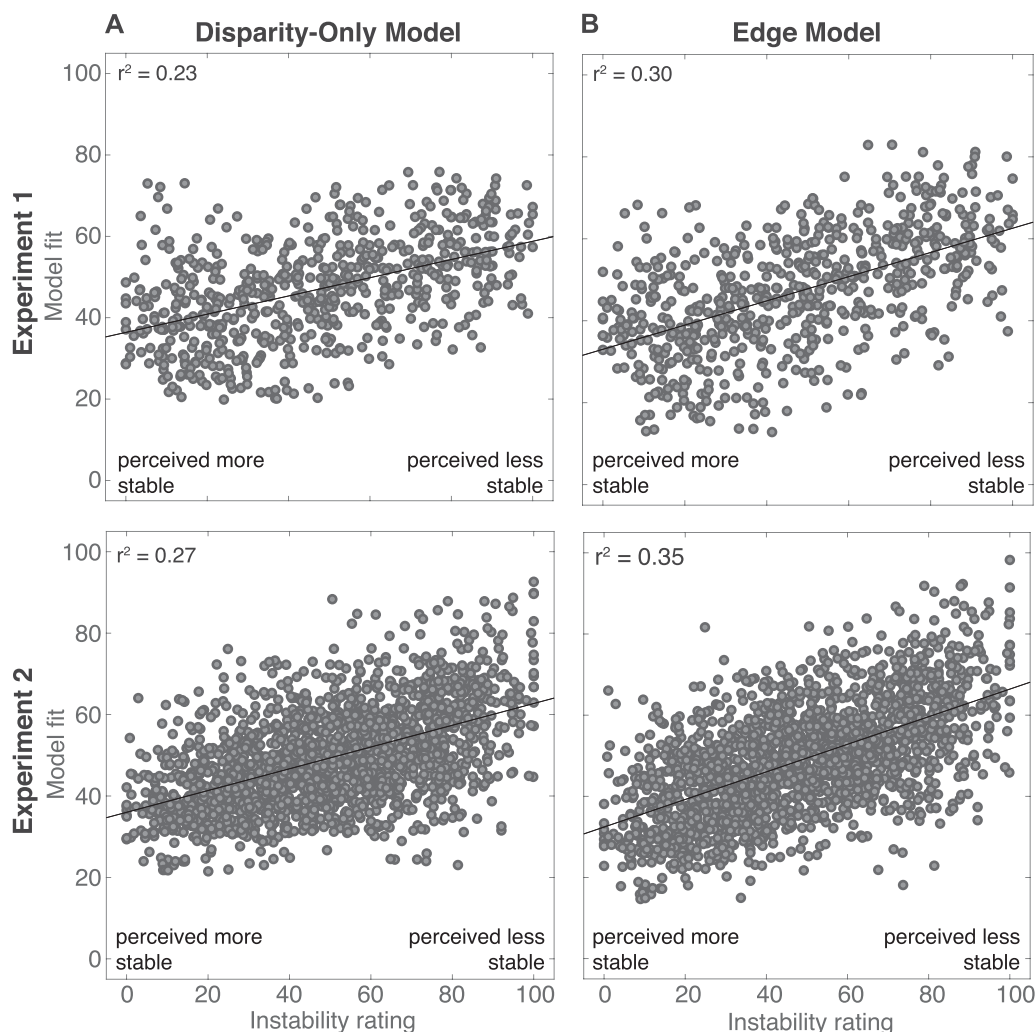 A
Disparity-Only Model
B
Edge Model
Experiment 1
Model fit
100
80
60
40
20
0
r² = 0.23
perceived more
stable
perceived less
stable
r² = 0.30
perceived more
stable
perceived less
stable
Experiment 2
Model fit
100
80
60
40
20
0
r² = 0.27
perceived more
stable
perceived less
stable
r² = 0.35
perceived more
stable
perceived less
stable
0 20 40 60 80 100
Instability rating
0 20 40 60 80 100
Instability rating